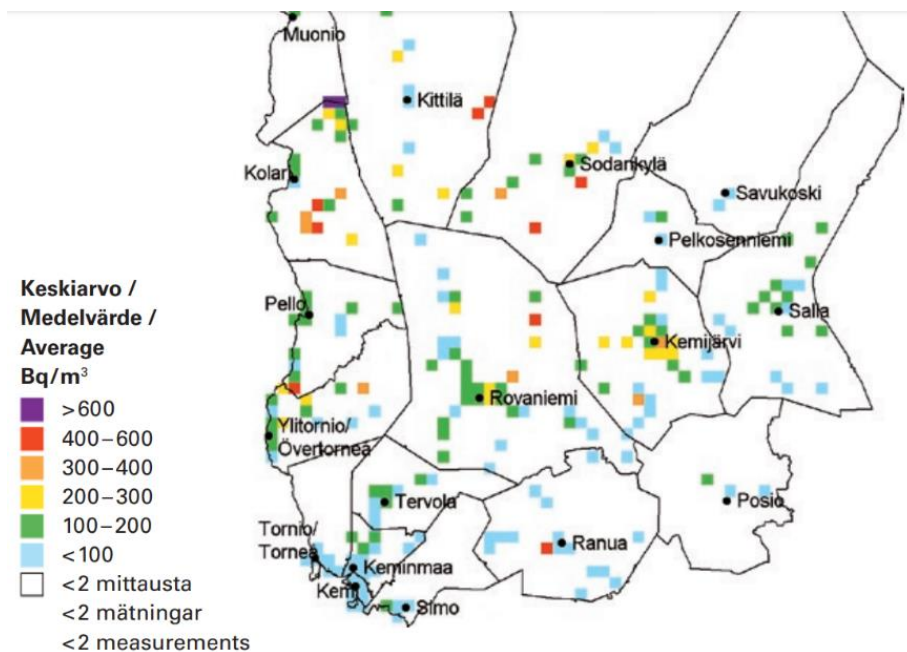 Muonio
Kittilä
Kolari
Sodankylä
Savukoski
Pelkosenniemi
Keskiarvo /
Medelvärde /
Average
Bq/m³
>600
400–600
300–400
200–300
100–200
<100
<2 mittausta
<2 mätningar
<2 measurements
Pello
Salla
Kemijärvi
Rovaniemi
Ylitornio/
Övertorneå
Tervola
Posio
Tornio/
Torneå
Ranua
Keminmaa
Kemi
Simo